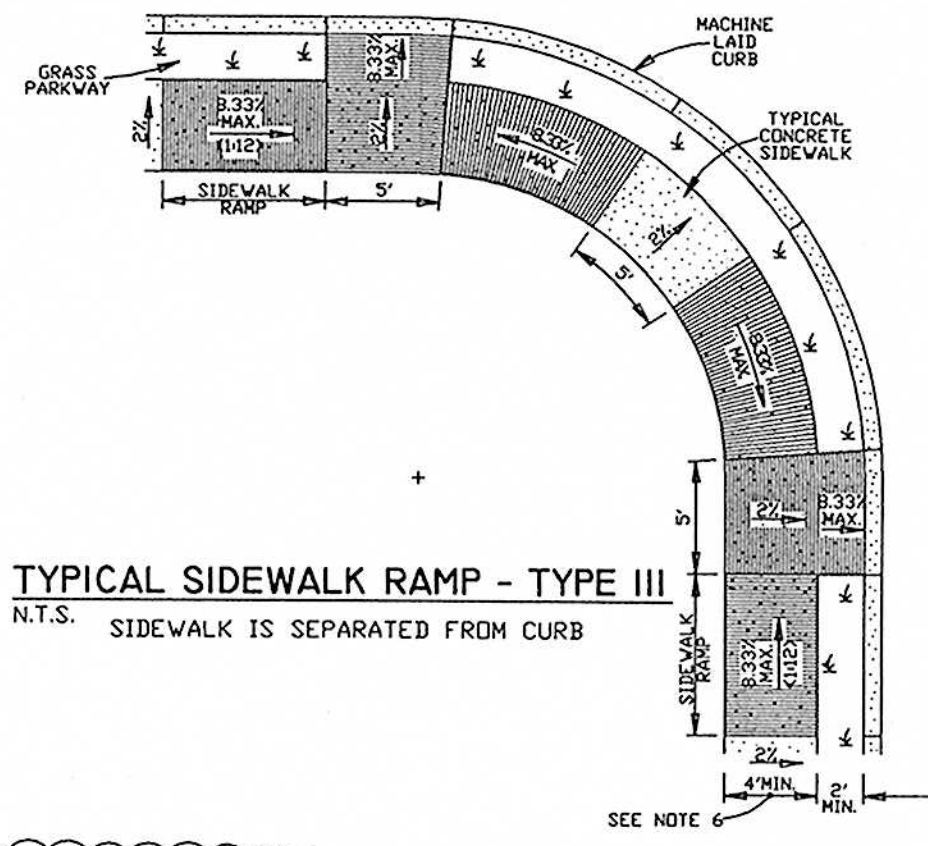 MACHINE
LAID
CURB
GRASS
PARKWAY
8.33%
MAX.
2%
8.33%
MAX.
(1:12)
2%
8.33%
MAX.
TYPICAL
CONCRETE
SIDEWALK
SIDEWALK
RAMP
5'
2%
5'
8.33%
MAX.
5'
2%
8.33%
MAX.
TYPICAL SIDEWALK RAMP - TYPE III
N.T.S.
SIDEWALK IS SEPARATED FROM CURB
SIDEWALK
RAMP
8.33%
MAX.
(1:12)
2%
4'MIN.
2'
MIN.
SEE NOTE 6